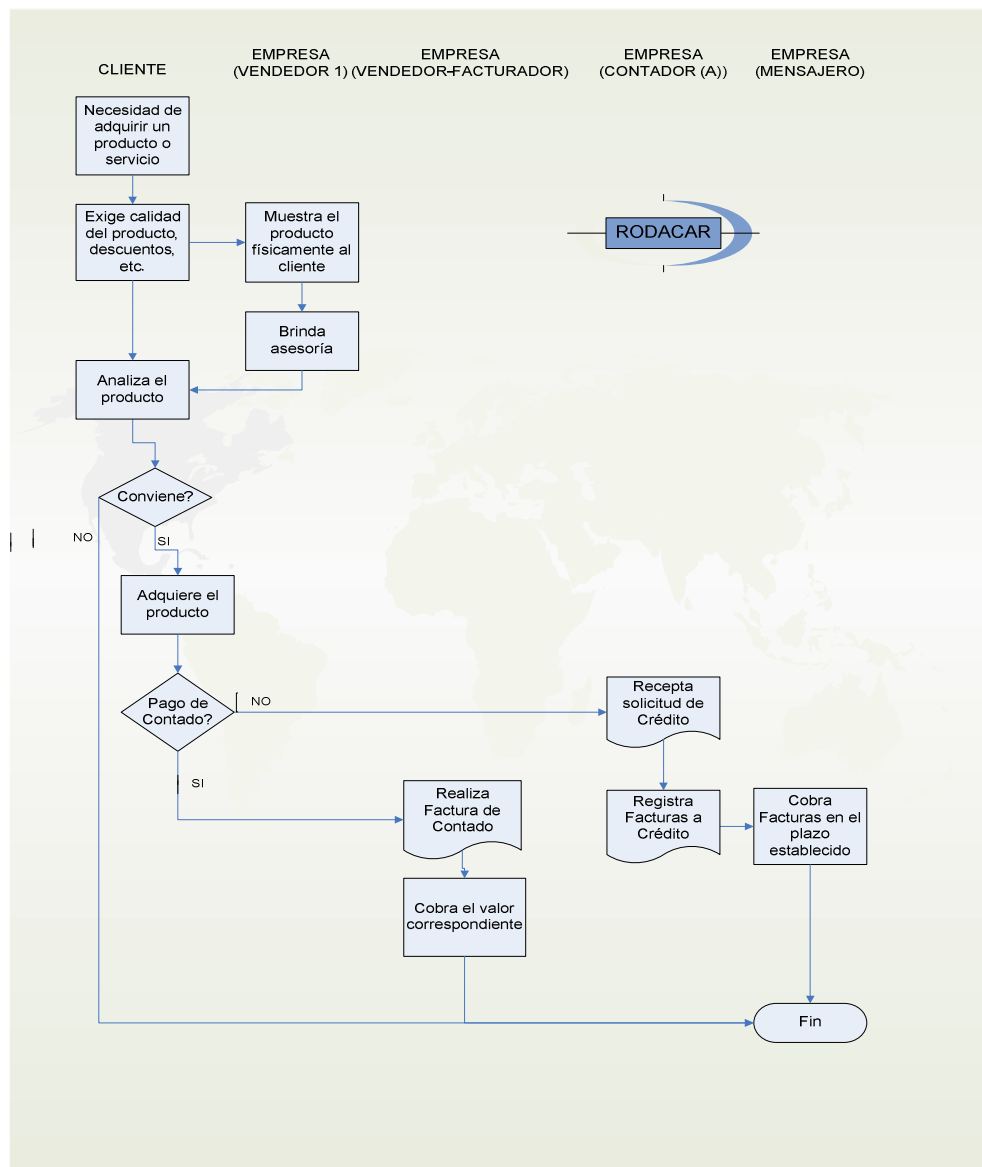 CLIENTE
EMPRESA
(VENDEDOR 1)
EMPRESA
(VENDEDOR-FACTURADOR)
EMPRESA
(CONTADOR (A))
EMPRESA
(MENSAJERO)
Necesidad de
adquirir un
producto o
servicio
Exige calidad
del producto,
descuentos,
etc.
Muestra el
producto
físicamente al
cliente
RODACAR
Brinda
asesoría
Analiza el
producto
Conviene?
NO
SI
Adquiere el
producto
Pago de
Contado?
NO
SI
Recepta
solicitud de
Crédito
Realiza
Factura de
Contado
Registra
Facturas a
Crédito
Cobra
Facturas en el
plazo
establecido
Cobra el valor
correspondiente
Fin